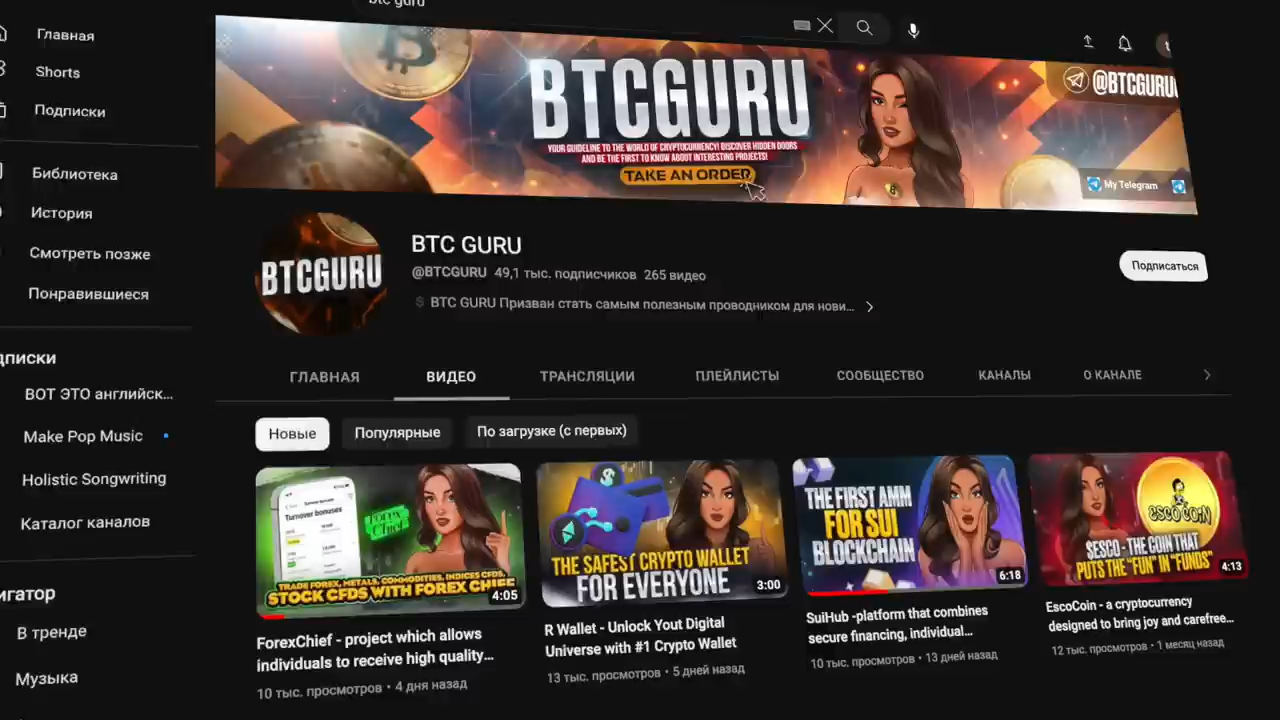 btc guru
Главная
Shorts
Подписки
Библиотека
История
Смотреть позже
Понравившиеся
ВОТ ЭТО английск...
Make Pop Music
Holistic Songwriting
Каталог каналов
В тренде
Музыка
BTCGURU
YOUR GUIDELINE TO THE WORLD OF CRYPTOCURRENCY! DISCOVER HIDDEN DOORS
AND BE THE FIRST TO KNOW ABOUT INTERESTING PROJECTS!
TAKE AN ORDER
@BTCGURU
My Telegram
BTCGURU
BTC GURU
@BTCGURU 49,1 тыс. подписчиков 265 видео
BTC GURU Призван стать самым полезным проводником для нови...
Подписаться
ГЛАВНАЯ ВИДЕО ТРАНСЛЯЦИИ ПЛЕЙЛИСТЫ СООБЩЕСТВО КАНАЛЫ О КАНАЛЕ
Новые Популярные По загрузке (с первых)
Turnover bonuses
Forex
Chief
TRADE FOREX, METALS, COMMODITIES, INDICES CFDS,
STOCK CFDS WITH FOREX CHIEF
4:05
ForexChief - project which allows
individuals to receive high quality...
10 тыс. просмотров • 4 дня назад
THE SAFEST CRYPTO WALLET
FOR EVERYONE
3:00
R Wallet - Unlock Yout Digital
Universe with #1 Crypto Wallet
13 тыс. просмотров • 5 дней назад
THE FIRST AMM
FOR SUI
BLOCKCHAIN
6:18
SuiHub -platform that combines
secure financing, individual...
10 тыс. просмотров • 13 дней назад
ESCO COIN
$ESCO - THE COIN THAT
PUTS THE "FUN" IN "FUNDS"
4:13
EscoCoin - a cryptocurrency
designed to bring joy and carefree...
12 тыс. просмотров • 1 месяц назад